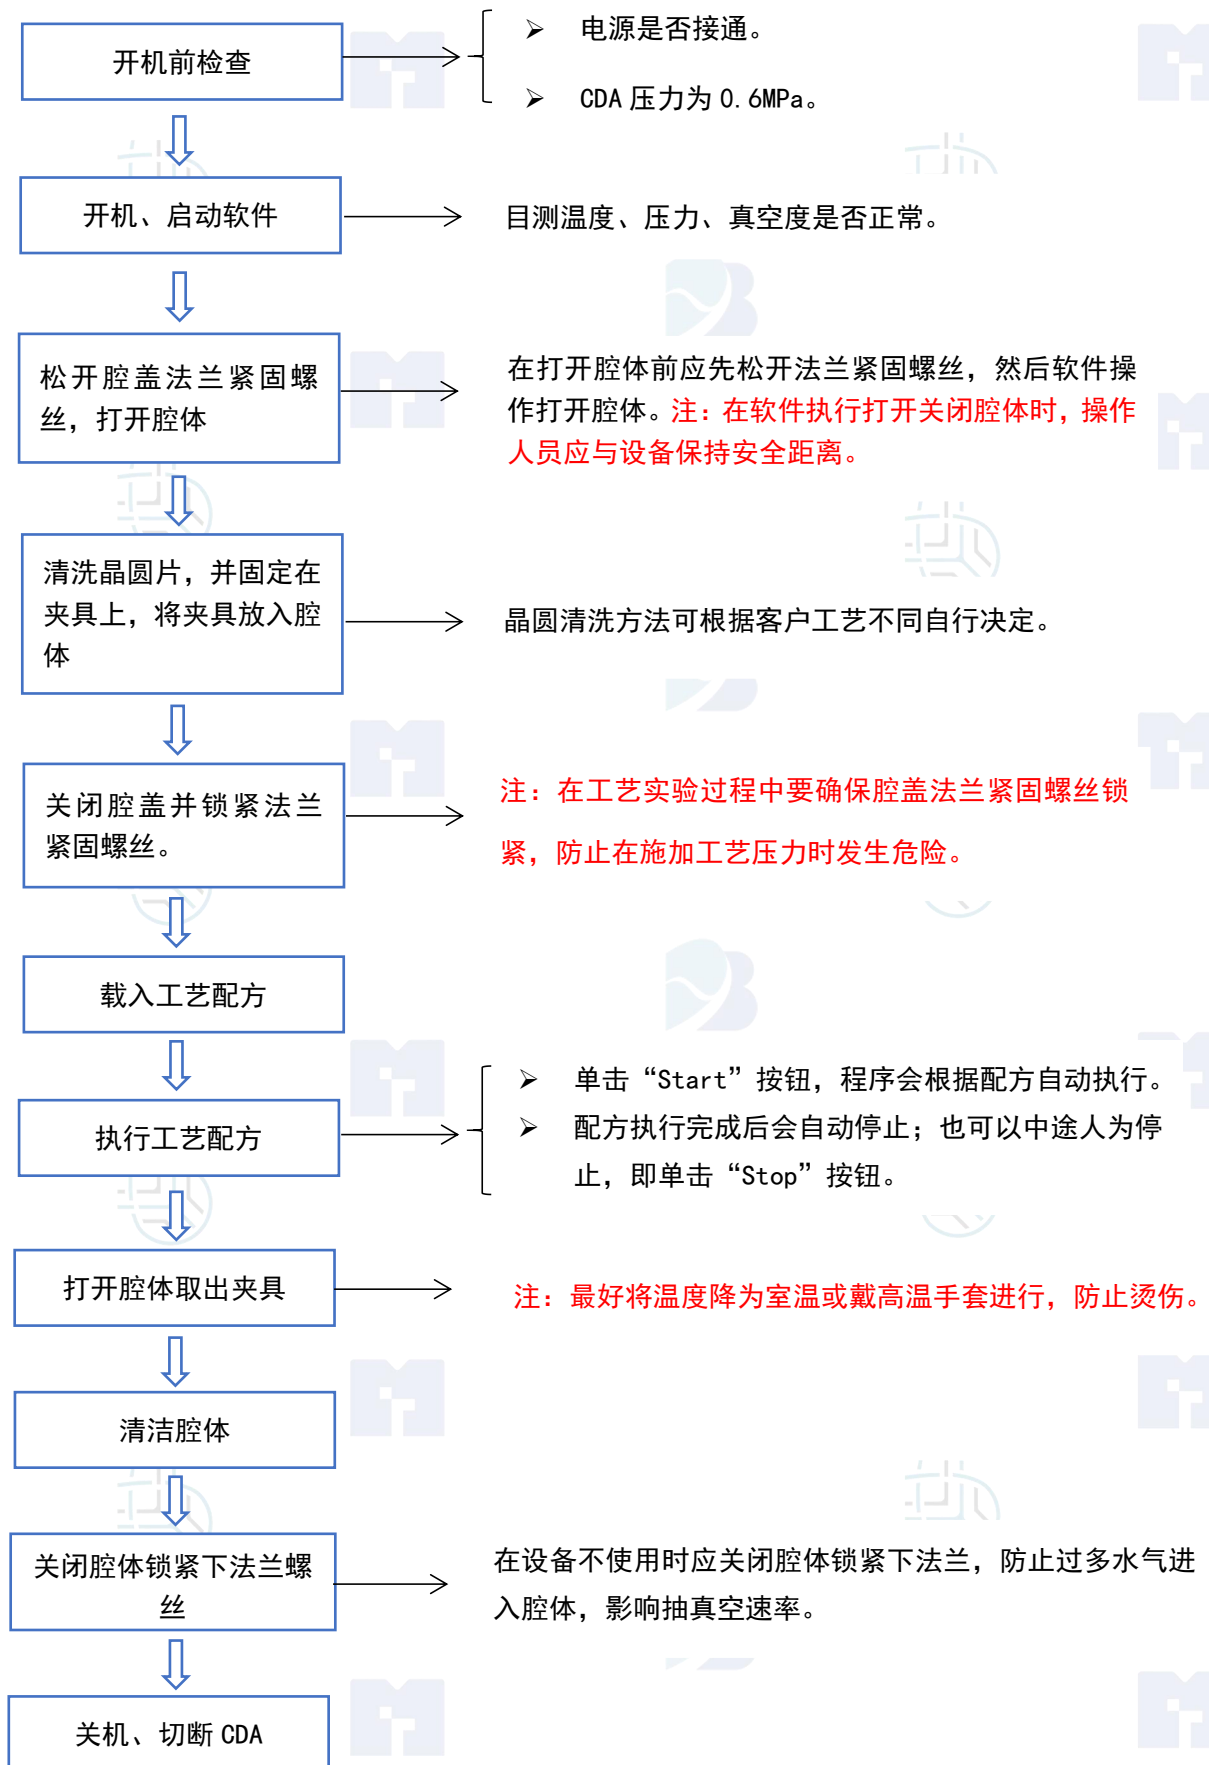 开机前检查
电源是否接通。
CDA 压力为 0.6MPa。
开机、启动软件
目测温度、压力、真空度是否正常。
松开腔盖法兰紧固螺
丝，打开腔体
在打开腔体前应先松开法兰紧固螺丝，然后软件操
作打开腔体。注：在软件执行打开关闭腔体时，操作
人员应与设备保持安全距离。
清洗晶圆片，并固定在
夹具上，将夹具放入腔
体
晶圆清洗方法可根据客户工艺不同自行决定。
关闭腔盖并锁紧法兰
紧固螺丝。
注：在工艺实验过程中要确保腔盖法兰紧固螺丝锁
紧，防止在施加工艺压力时发生危险。
载入工艺配方
执行工艺配方
单击“Start”按钮，程序会根据配方自动执行。
配方执行完成后会自动停止；也可以中途人为停
止，即单击“Stop”按钮。
打开腔体取出夹具
注：最好将温度降为室温或戴高温手套进行，防止烫伤。
清洁腔体
关闭腔体锁紧下法兰螺
丝
在设备不使用时应关闭腔体锁紧下法兰，防止过多水气进
入腔体，影响抽真空速率。
关机、切断 CDA